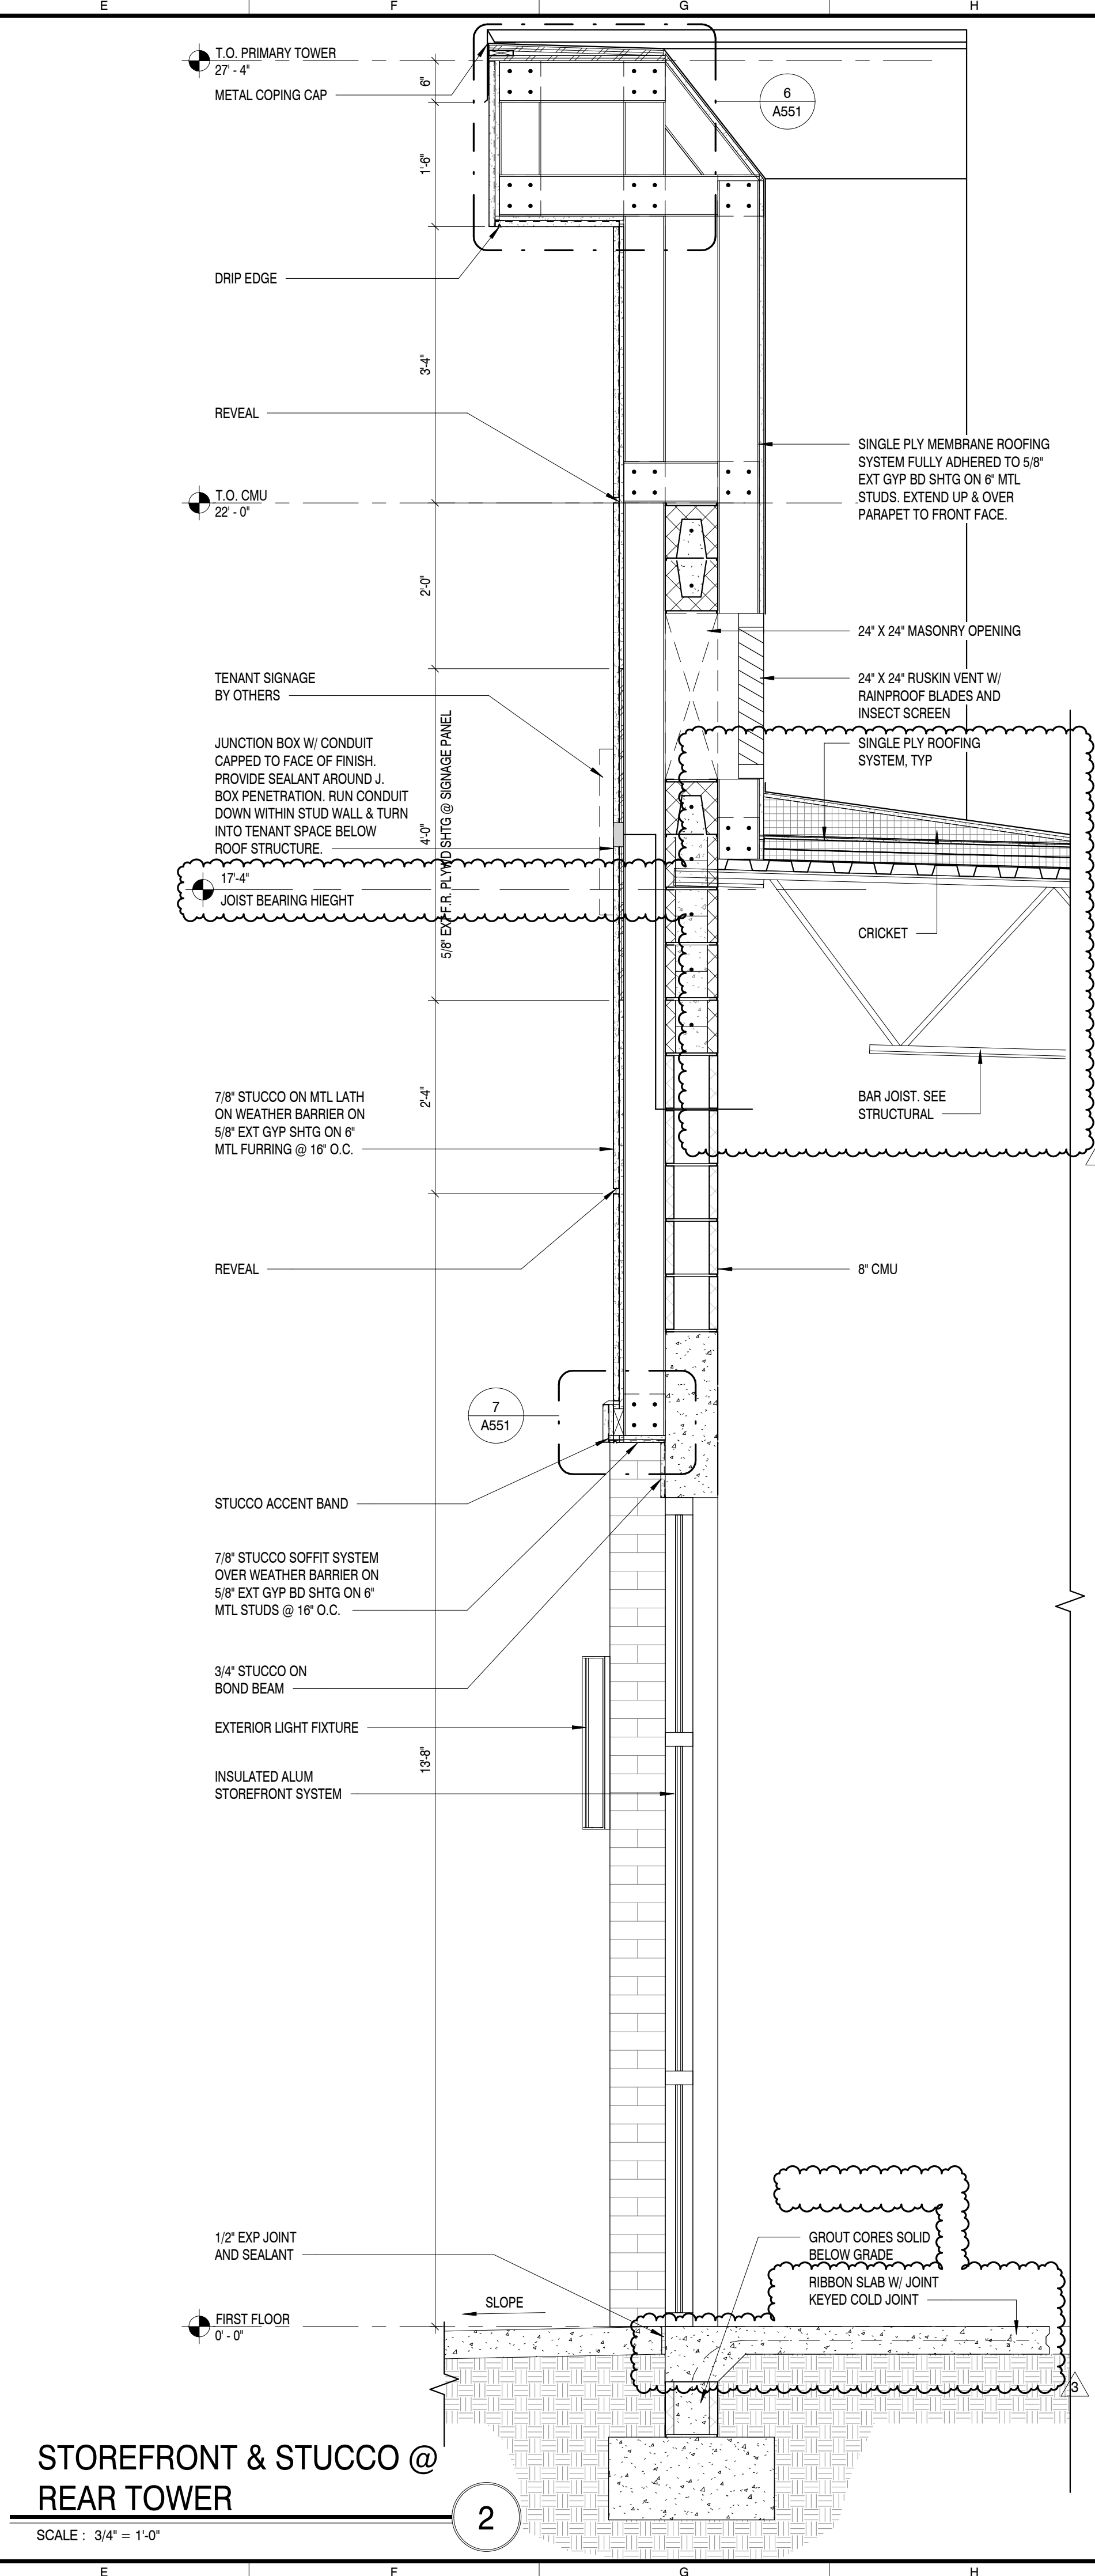 E
F
G
H
T.O. PRIMARY TOWER
27' - 4"
METAL COPING CAP
6"
6
A551
1'-6"
DRIP EDGE
3'-4"
REVEAL
SINGLE PLY MEMBRANE ROOFING
SYSTEM FULLY ADHERED TO 5/8"
EXT GYP BD SHTG ON 6" MTL
STUDS. EXTEND UP & OVER
PARAPET TO FRONT FACE.
T.O. CMU
22' - 0"
2'-0"
24" X 24" MASONRY OPENING
TENANT SIGNAGE
BY OTHERS
24" X 24" RUSKIN VENT W/
RAINPROOF BLADES AND
INSECT SCREEN
JUNCTION BOX W/ CONDUIT
CAPPED TO FACE OF FINISH.
PROVIDE SEALANT AROUND J.
BOX PENETRATION. RUN CONDUIT
DOWN WITHIN STUD WALL & TURN
INTO TENANT SPACE BELOW
ROOF STRUCTURE.
4'-0"
5/8" EXT F.R. PLYWD SHTG @ SIGNAGE PANEL
SINGLE PLY ROOFING
SYSTEM, TYP
17'-4"
JOIST BEARING HIEGHT
CRICKET
7/8" STUCCO ON MTL LATH
ON WEATHER BARRIER ON
5/8" EXT GYP SHTG ON 6"
MTL FURRING @ 16" O.C.
2'-4"
BAR JOIST. SEE
STRUCTURAL
REVEAL
8" CMU
7
A551
STUCCO ACCENT BAND
7/8" STUCCO SOFFIT SYSTEM
OVER WEATHER BARRIER ON
5/8" EXT GYP BD SHTG ON 6"
MTL STUDS @ 16" O.C.
3/4" STUCCO ON
BOND BEAM
EXTERIOR LIGHT FIXTURE
13'-8"
INSULATED ALUM
STOREFRONT SYSTEM
1/2" EXP JOINT
AND SEALANT
GROUT CORES SOLID
BELOW GRADE
RIBBON SLAB W/ JOINT
KEYED COLD JOINT
SLOPE
FIRST FLOOR
0' - 0"
3
STOREFRONT & STUCCO @
REAR TOWER
2
SCALE : 3/4" = 1'-0"
E
F
G
H